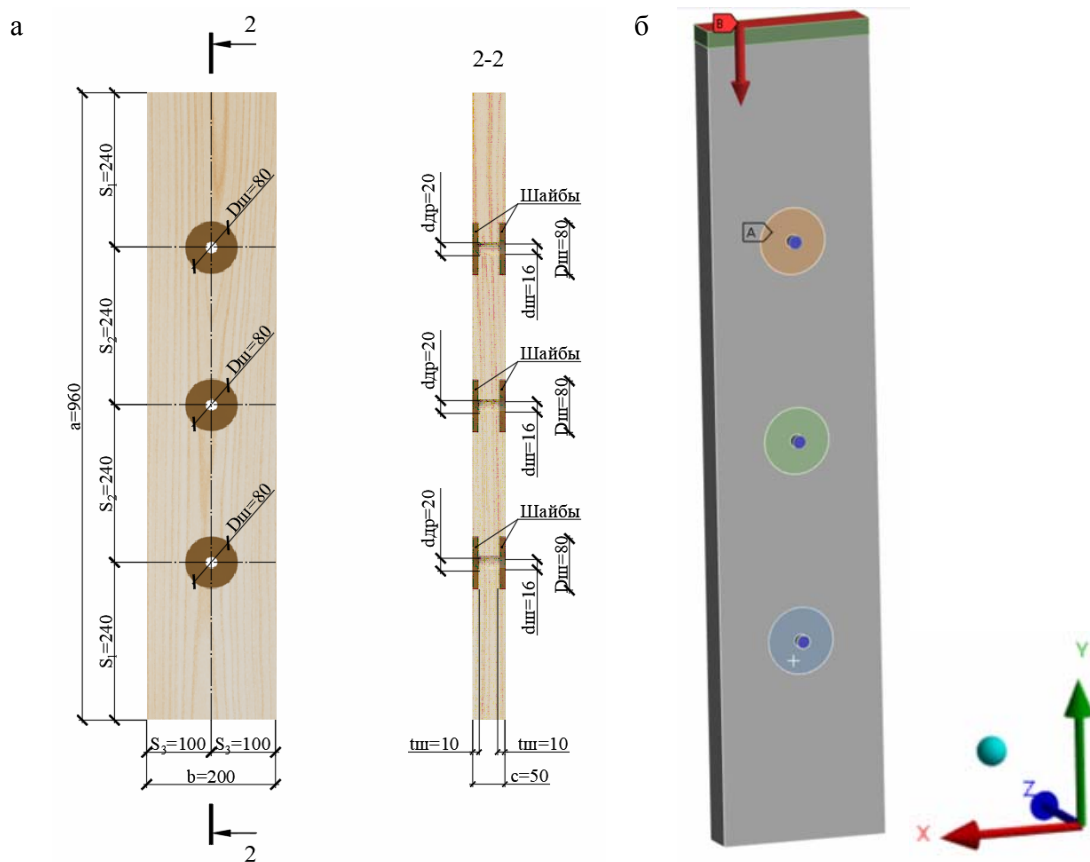 а
2
2
S₁=240
S₂=240
S₂=240
S₁=240
a=960
Dш=80
Dш=80
Dш=80
S₃=100
S₃=100
b=200
2-2
Шайбы
dдр=20
dш=16
Dш=80
Шайбы
dдр=20
dш=16
Dш=80
Шайбы
dдр=20
dш=16
Dш=80
tш=10
tш=10
c=50
б
B
A
Y
Z
X